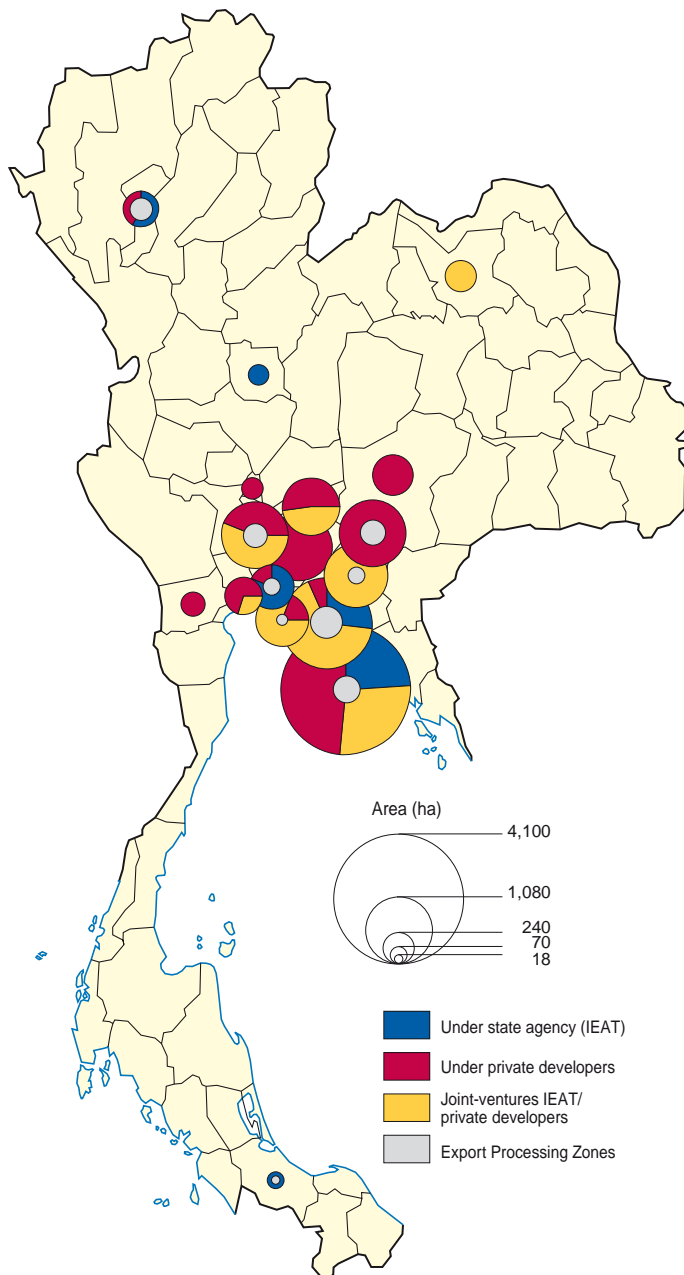 Area (ha)
4,100
1,080
240
70
18
Under state agency (IEAT)
Under private developers
Joint-ventures IEAT/
private developers
Export Processing Zones